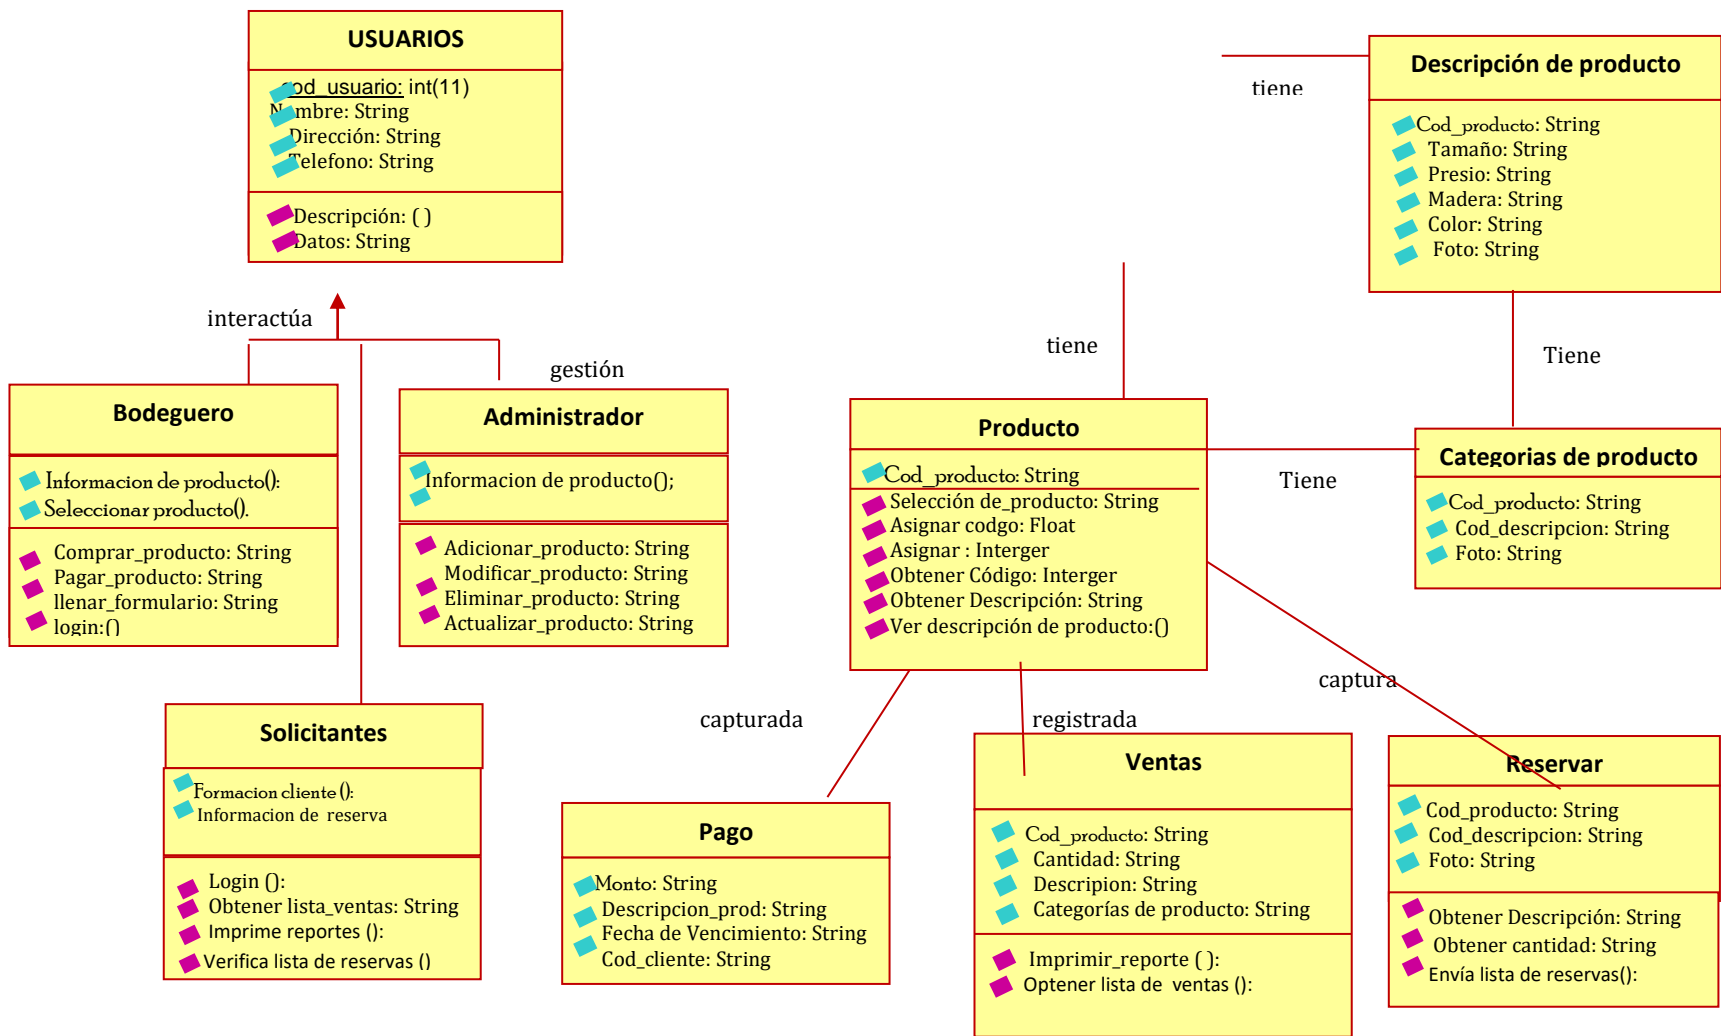 USUARIOS
cod_usuario: int(11)
Nombre: String
Dirección: String
Telefono: String
Descripción: ( )
Datos: String
interactúa
gestión
Bodeguero
Informacion de producto():
Seleccionar producto().
Comprar_producto: String
Pagar_producto: String
llenar_formulario: String
login:()
Administrador
Informacion de producto();
Adicionar_producto: String
Modificar_producto: String
Eliminar_producto: String
Actualizar_producto: String
Solicitantes
Formacion cliente ():
Informacion de reserva
Login ():
Obtener lista_ventas: String
Imprime reportes ():
Verifica lista de reservas ()
tiene
Descripción de producto
Cod_producto: String
Tamaño: String
Presio: String
Madera: String
Color: String
Foto: String
tiene
Tiene
Producto
Cod_producto: String
Selección de_producto: String
Asignar codgo: Float
Asignar : Interger
Obtener Código: Interger
Obtener Descripción: String
Ver descripción de producto:()
Tiene
Categorias de producto
Cod_producto: String
Cod_descripcion: String
Foto: String
capturada
registrada
captura
Pago
Monto: String
Descripcion_prod: String
Fecha de Vencimiento: String
Cod_cliente: String
Ventas
Cod_producto: String
Cantidad: String
Descripion: String
Categorías de producto: String
Imprimir_reporte ( ):
Optener lista de ventas ():
Reservar
Cod_producto: String
Cod_descripcion: String
Foto: String
Obtener Descripción: String
Obtener cantidad: String
Envía lista de reservas():